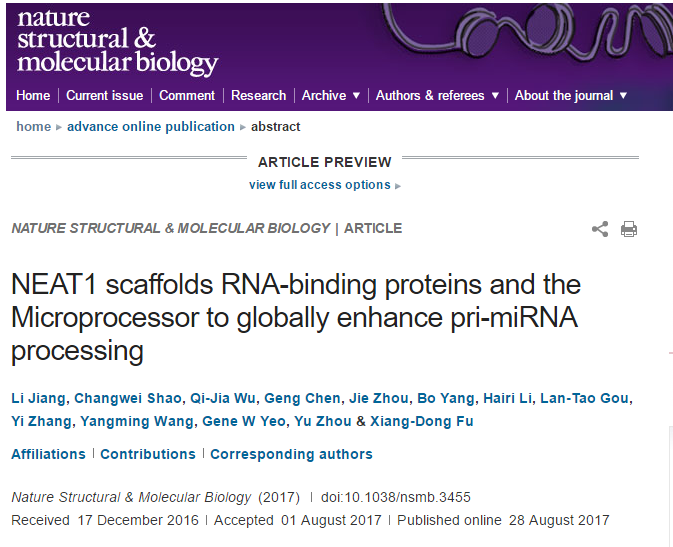 nature
structural &
molecular biology
Home | Current issue | Comment | Research | Archive ▼ | Authors & referees ▼ | About the journal ▼
home ▸ advance online publication ▸ abstract
ARTICLE PREVIEW
view full access options ▸
NATURE STRUCTURAL & MOLECULAR BIOLOGY | ARTICLE
NEAT1 scaffolds RNA-binding proteins and the
Microprocessor to globally enhance pri-miRNA
processing
Li Jiang, Changwei Shao, Qi-Jia Wu, Geng Chen, Jie Zhou, Bo Yang, Hairi Li, Lan-Tao Gou,
Yi Zhang, Yangming Wang, Gene W Yeo, Yu Zhou & Xiang-Dong Fu
Affiliations | Contributions | Corresponding authors
Nature Structural & Molecular Biology (2017) | doi:10.1038/nsmb.3455
Received 17 December 2016 | Accepted 01 August 2017 | Published online 28 August 2017